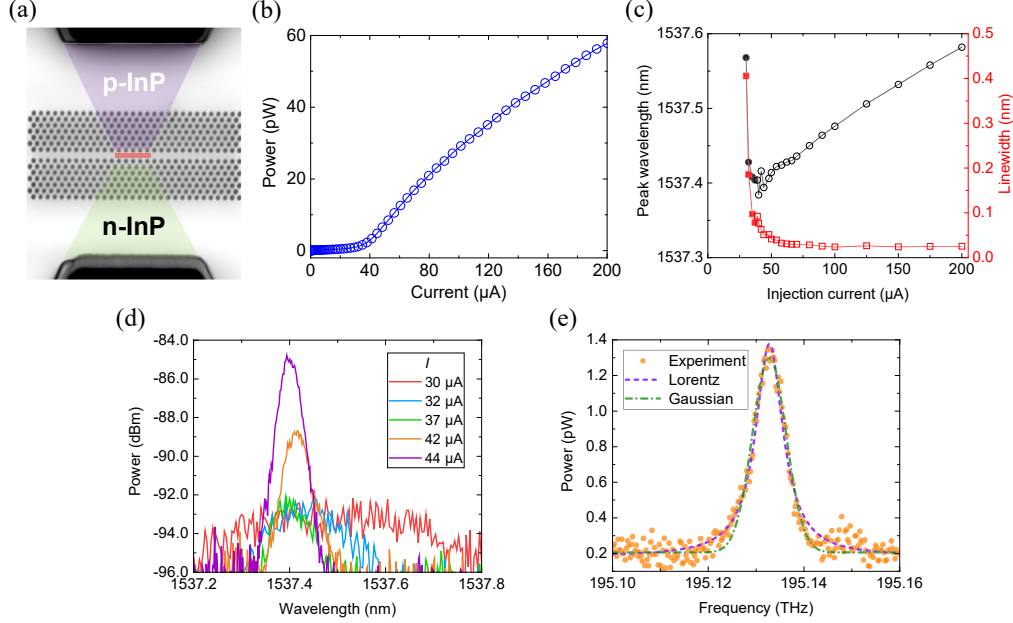 (a)
p-InP
n-InP
(b)
60
40
20
0
Power (pW)
0 40 80 120 160 200
Current (µA)
(c)
1537.6
1537.5
1537.4
1537.3
Peak wavelength (nm)
0 50 100 150 200
Injection current (µA)
0.5
0.4
0.3
0.2
0.1
0.0
Linewidth (nm)
(d)
-84.0
-86.0
-88.0
-90.0
-92.0
-94.0
-96.0
Power (dBm)
1537.2 1537.4 1537.6 1537.8
Wavelength (nm)
I
30 µA
32 µA
37 µA
42 µA
44 µA
(e)
1.4
1.2
1.0
0.8
0.6
0.4
0.2
Power (pW)
195.10 195.12 195.14 195.16
Frequency (THz)
Experiment
Lorentz
Gaussian